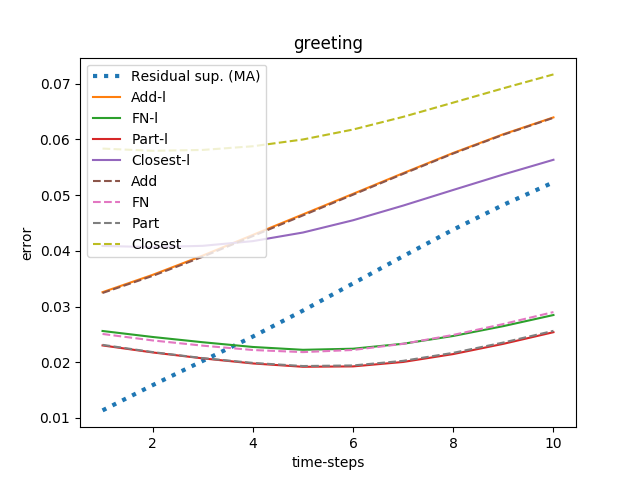 greeting
0.07
0.06
0.05
0.04
0.03
0.02
0.01
error
Residual sup. (MA)
Add-l
FN-l
Part-l
Closest-l
Add
FN
Part
Closest
2
4
6
8
10
time-steps